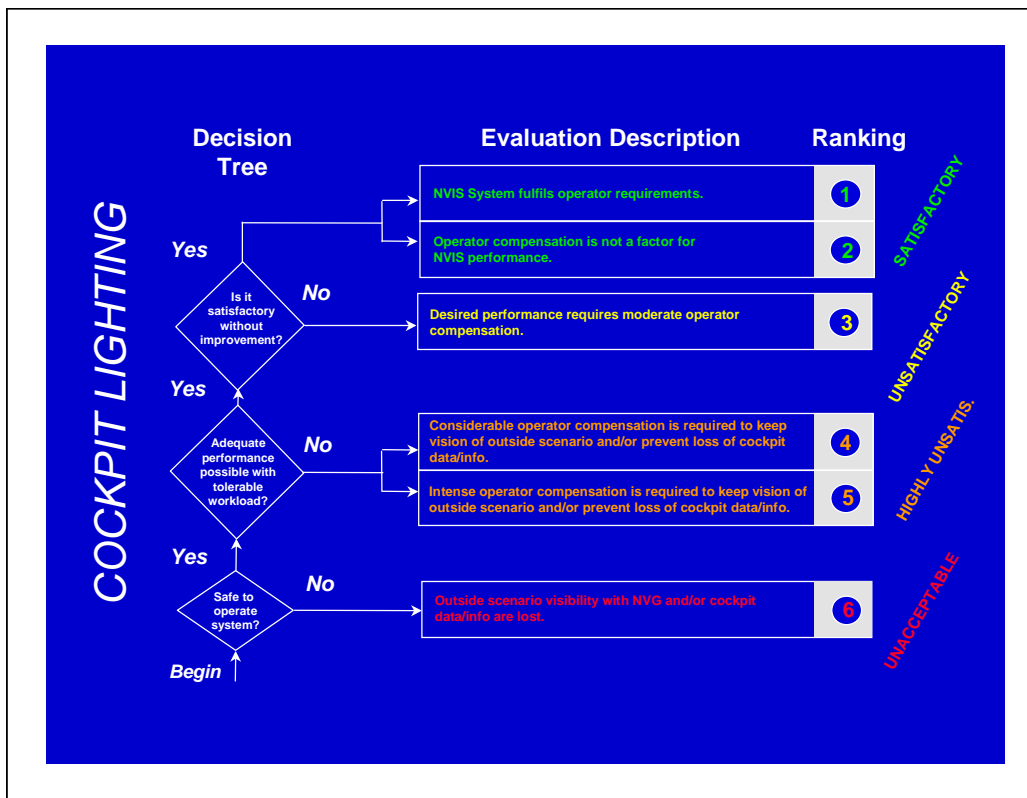 COCKPIT LIGHTING
Decision
Tree
Evaluation Description
Ranking
NVIS System fulfils operator requirements.
1
Operator compensation is not a factor for
NVIS performance.
2
SATISFACTORY
Yes
Is it
satisfactory
without
improvement?
No
Desired performance requires moderate operator
compensation.
3
UNSATISFACTORY
Yes
Adequate
performance
possible with
tolerable
workload?
No
Considerable operator compensation is required to keep
vision of outside scenario and/or prevent loss of cockpit
data/info.
4
Intense operator compensation is required to keep vision of
outside scenario and/or prevent loss of cockpit data/info.
5
HIGHLY UNSATIS.
Yes
Safe to
operate
system?
No
Outside scenario visibility with NVG and/or cockpit
data/info are lost.
6
UNACCEPTABLE
Begin